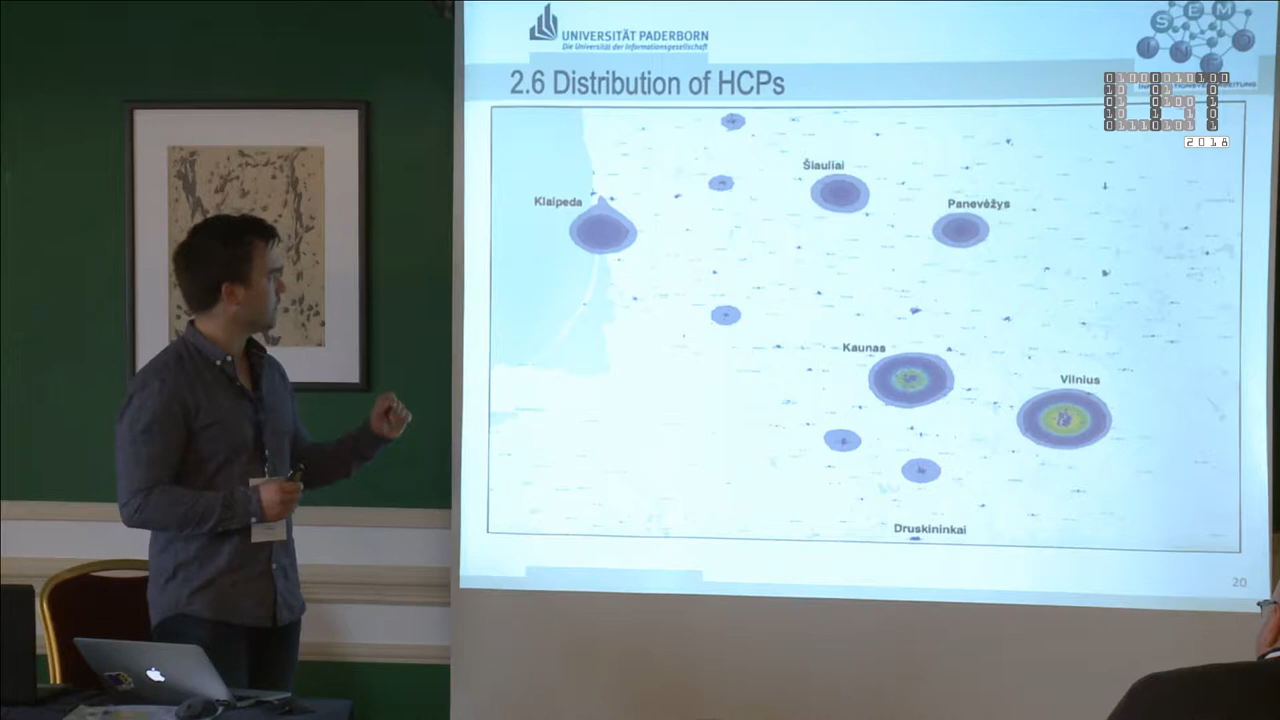 UNIVERSITÄT PADERBORN
Die Universität der Informationsgesellschaft
S E M
I N F
2.6 Distribution of HCPs
01000010100
2018
Šiauliai
Klaipeda
Panevėžys
Kaunas
Vilnius
Druskininkai
20